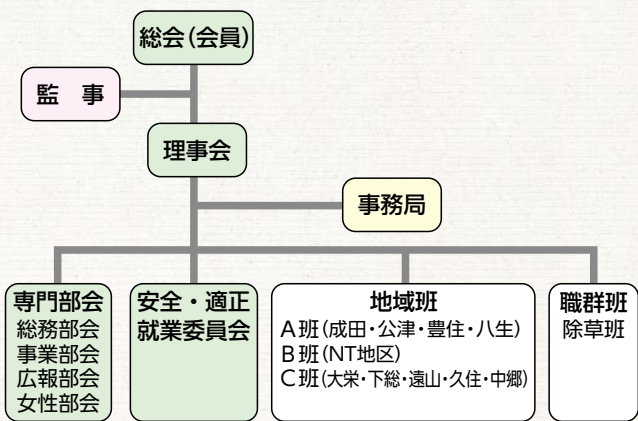 総会(会員)
監　事
理事会
事務局
専門部会
総務部会
事業部会
広報部会
女性部会
安全・適正
就業委員会
地域班
A班(成田・公津・豊住・八生)
B班(NT地区)
C班(大栄・下総・遠山・久住・中郷)
職群班
除草班